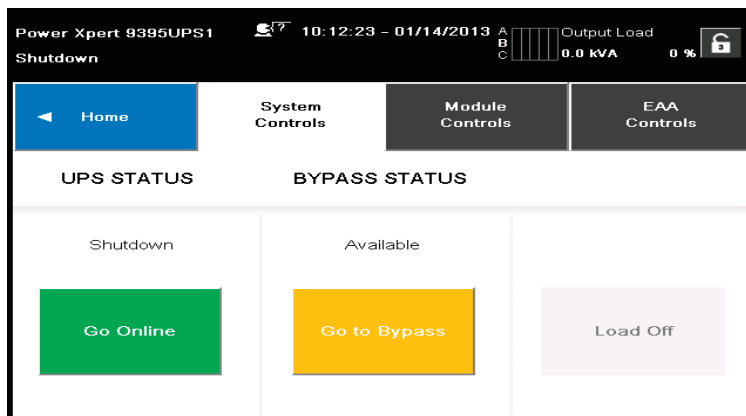 Power Xpert 9395UPS1
Shutdown
? 10:12:23 - 01/14/2013
A
B
C
Output Load
0.0 kVA 0 %
3
◄ Home
System
Controls
Module
Controls
EAA
Controls
UPS STATUS
BYPASS STATUS
Shutdown
Available
Go Online
Go to Bypass
Load Off